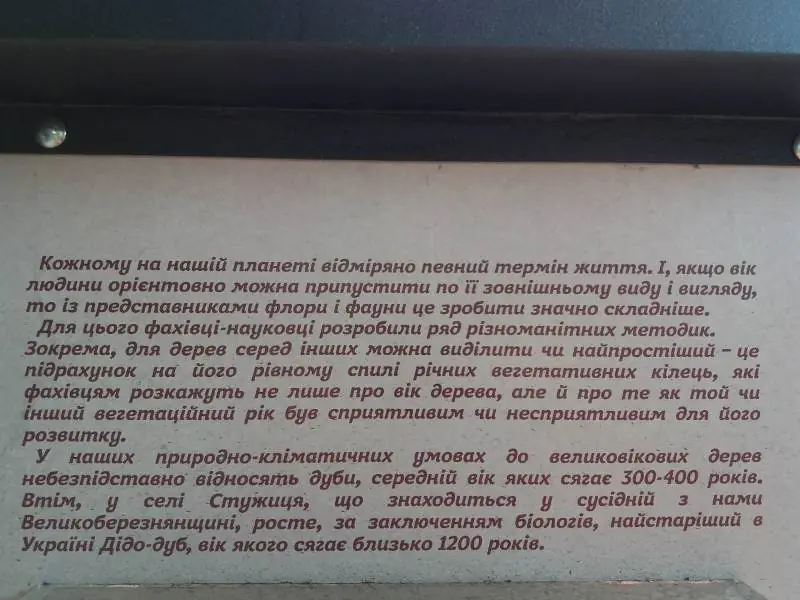 Кожному на нашій планеті відміряно певний термін життя. І, якщо вік
людини орієнтовно можна припустити по її зовнішньому виду і вигляду,
то із представниками флори і фауни це зробити значно складніше.
Для цього фахівці-науковці розробили ряд різноманітних методик.
Зокрема, для дерев серед інших можна виділити чи найпростіший – це
підрахунок на його рівному спилі річних вегетативних кілець, які
фахівцям розкажуть не лише про вік дерева, але й про те як той чи
інший вегетаційний рік був сприятливим чи несприятливим для його
розвитку.
У наших природно-кліматичних умовах до великовікових дерев
небезпідставно відносять дуби, середній вік яких сягає 300-400 років.
Втім, у селі Стужиця, що знаходиться у сусідній з нами
Великоберезнянщині, росте, за заключенням біологів, найстаріший в
Україні Дідо-дуб, вік якого сягає близько 1200 років.